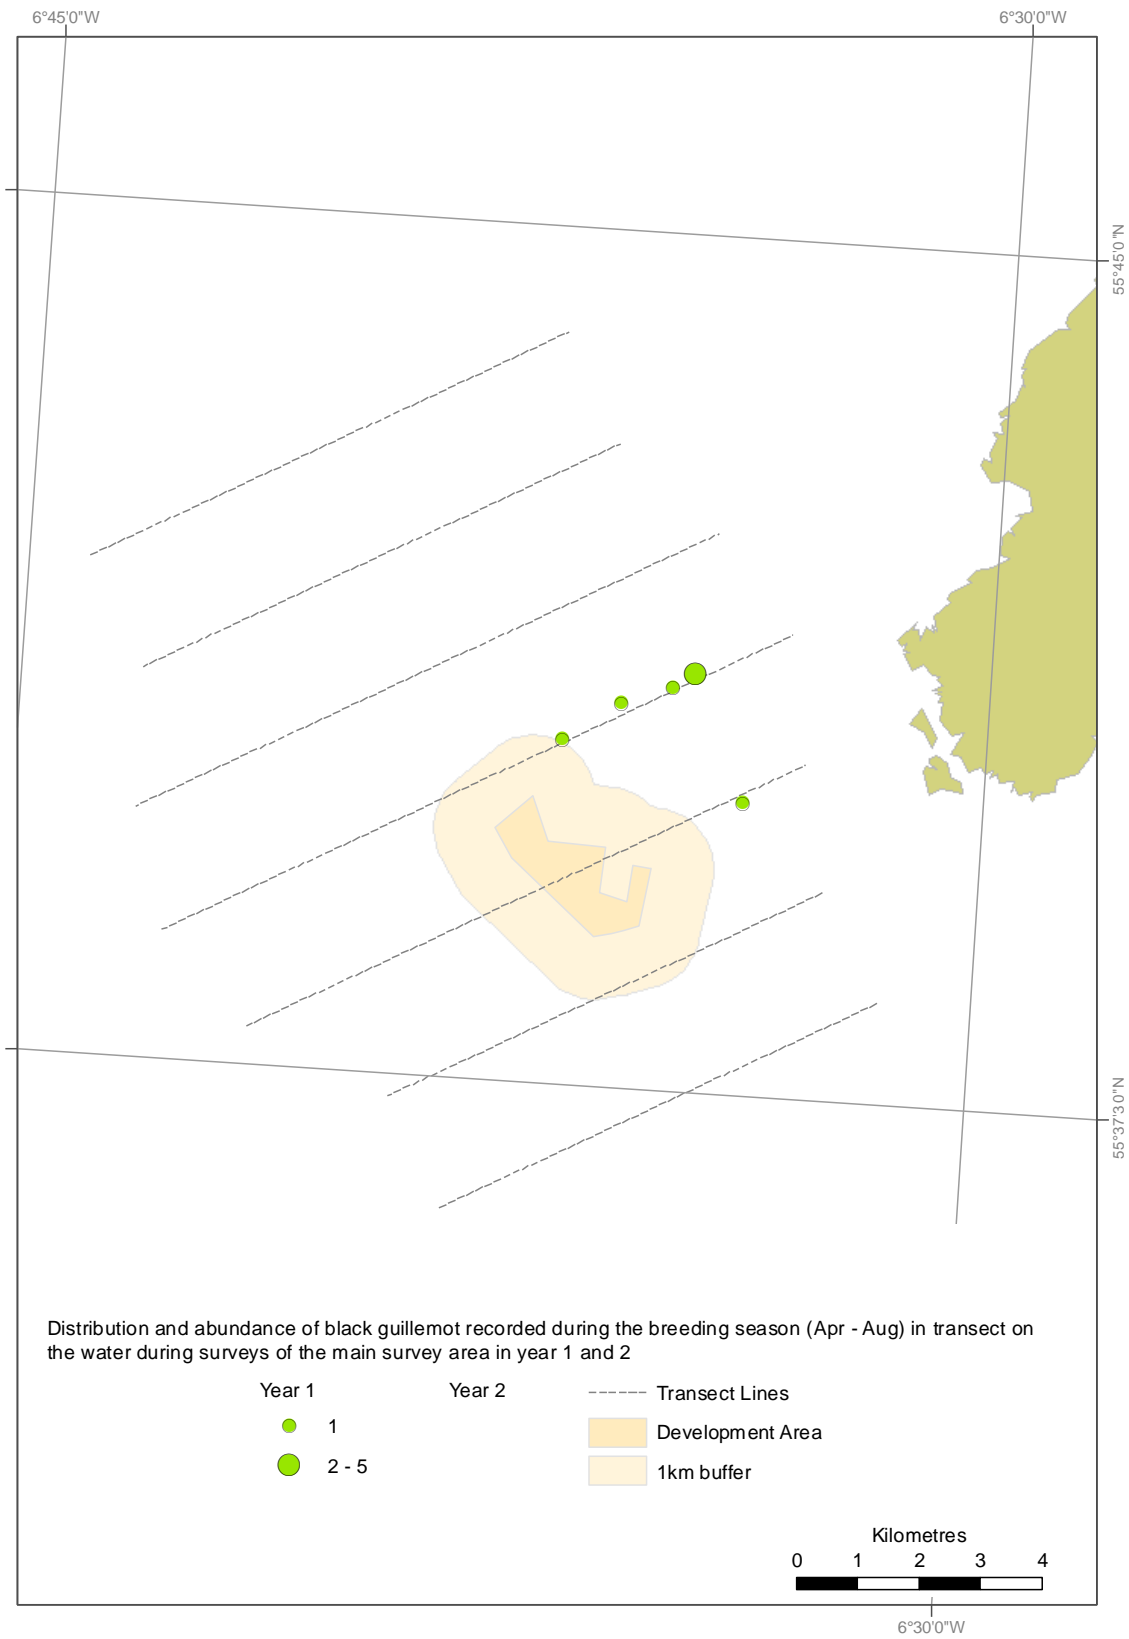 6°45'0"W 6°30'0"W
55°45'0"N
55°37'30"N
Distribution and abundance of black guillemot recorded during the breeding season (Apr - Aug) in transect on
the water during surveys of the main survey area in year 1 and 2
Year 1 Year 2
1
2 - 5
Transect Lines
Development Area
1km buffer
Kilometres
0 1 2 3 4
6°30'0"W